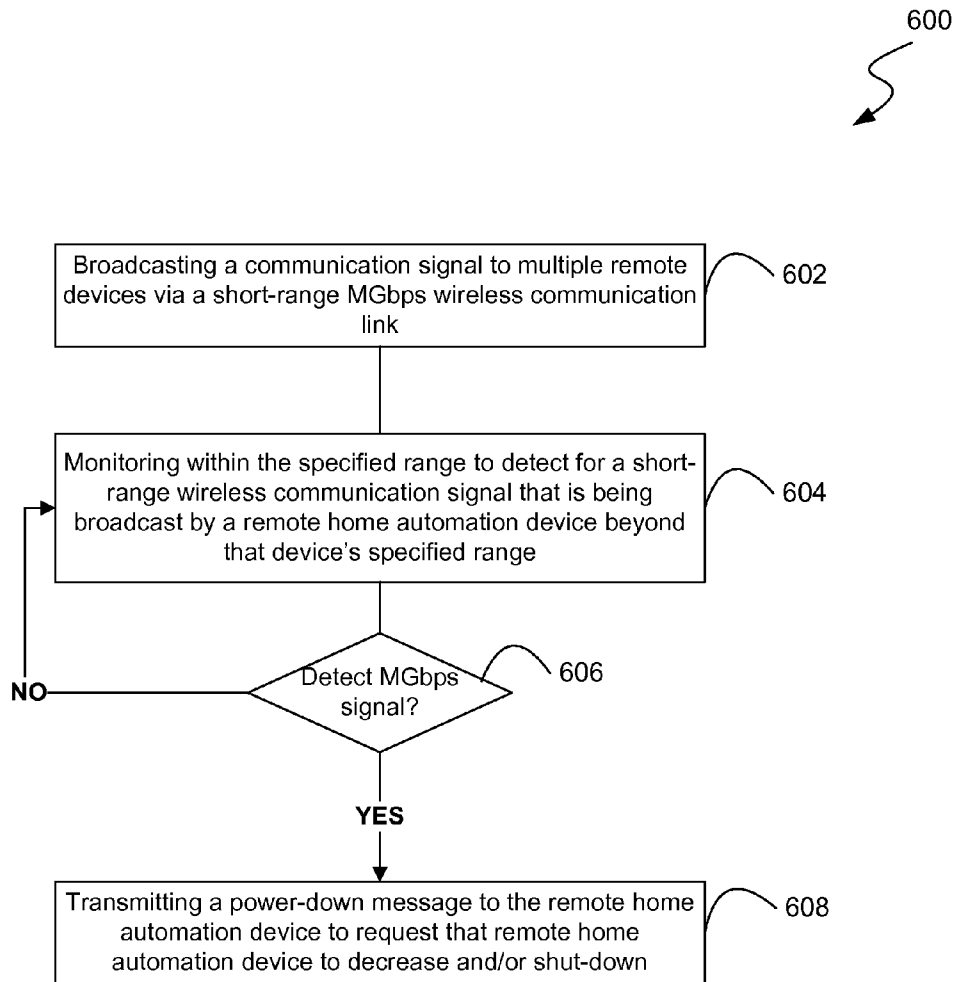 600
Broadcasting a communication signal to multiple remote
devices via a short-range MGbps wireless communication
link
602
Monitoring within the specified range to detect for a short-
range wireless communication signal that is being
broadcast by a remote home automation device beyond
that device's specified range
604
Detect MGbps
signal?
606
NO
YES
Transmitting a power-down message to the remote home
automation device to request that remote home
automation device to decrease and/or shut-down
608